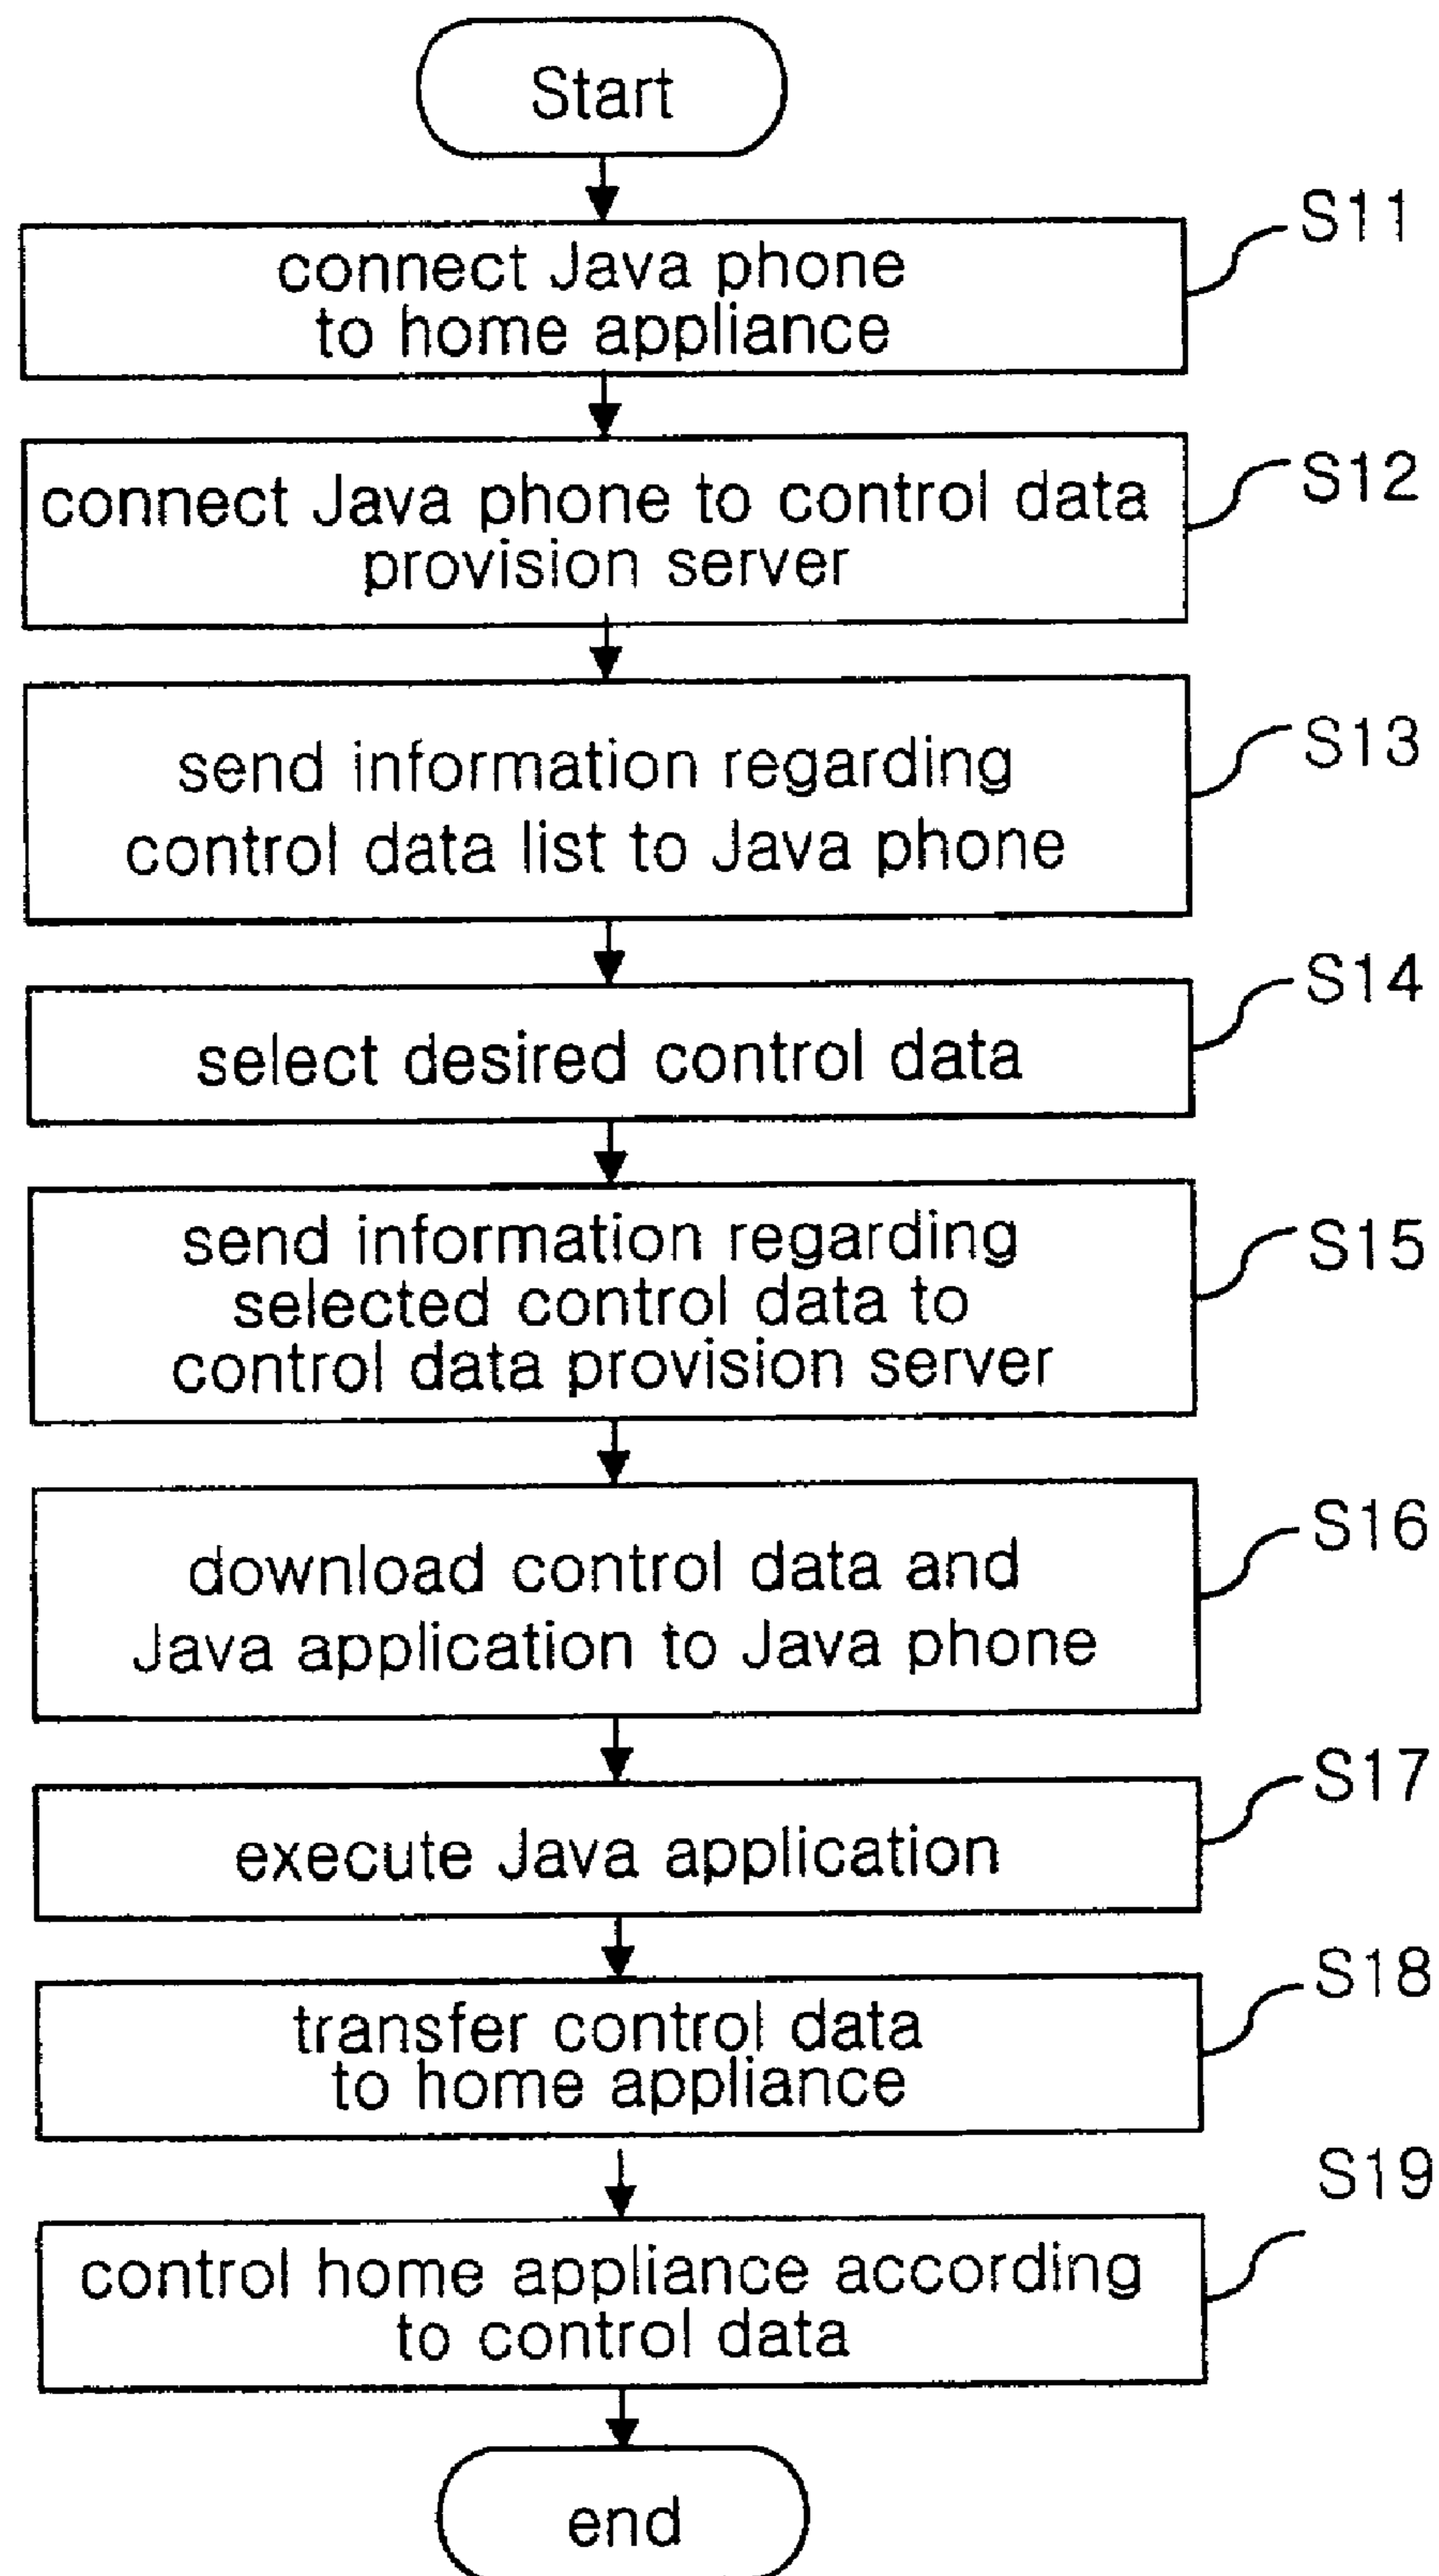 Start
S11
connect Java phone
to home appliance
S12
connect Java phone to control data
provision server
S13
send information regarding
control data list to Java phone
S14
select desired control data
S15
send information regarding
selected control data to
control data provision server
S16
download control data and
Java application to Java phone
S17
execute Java application
S18
transfer control data
to home appliance
S19
control home appliance according
to control data
end